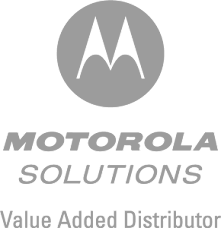 MOTOROLA
SOLUTIONS
Value Added Distributor